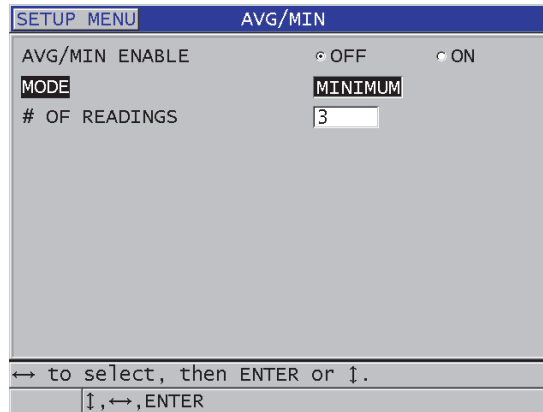 SETUP MENU AVG/MIN
AVG/MIN ENABLE OFF ON
MODE MINIMUM
# OF READINGS 3
↔ to select, then ENTER or ↕.
↕,↔,ENTER